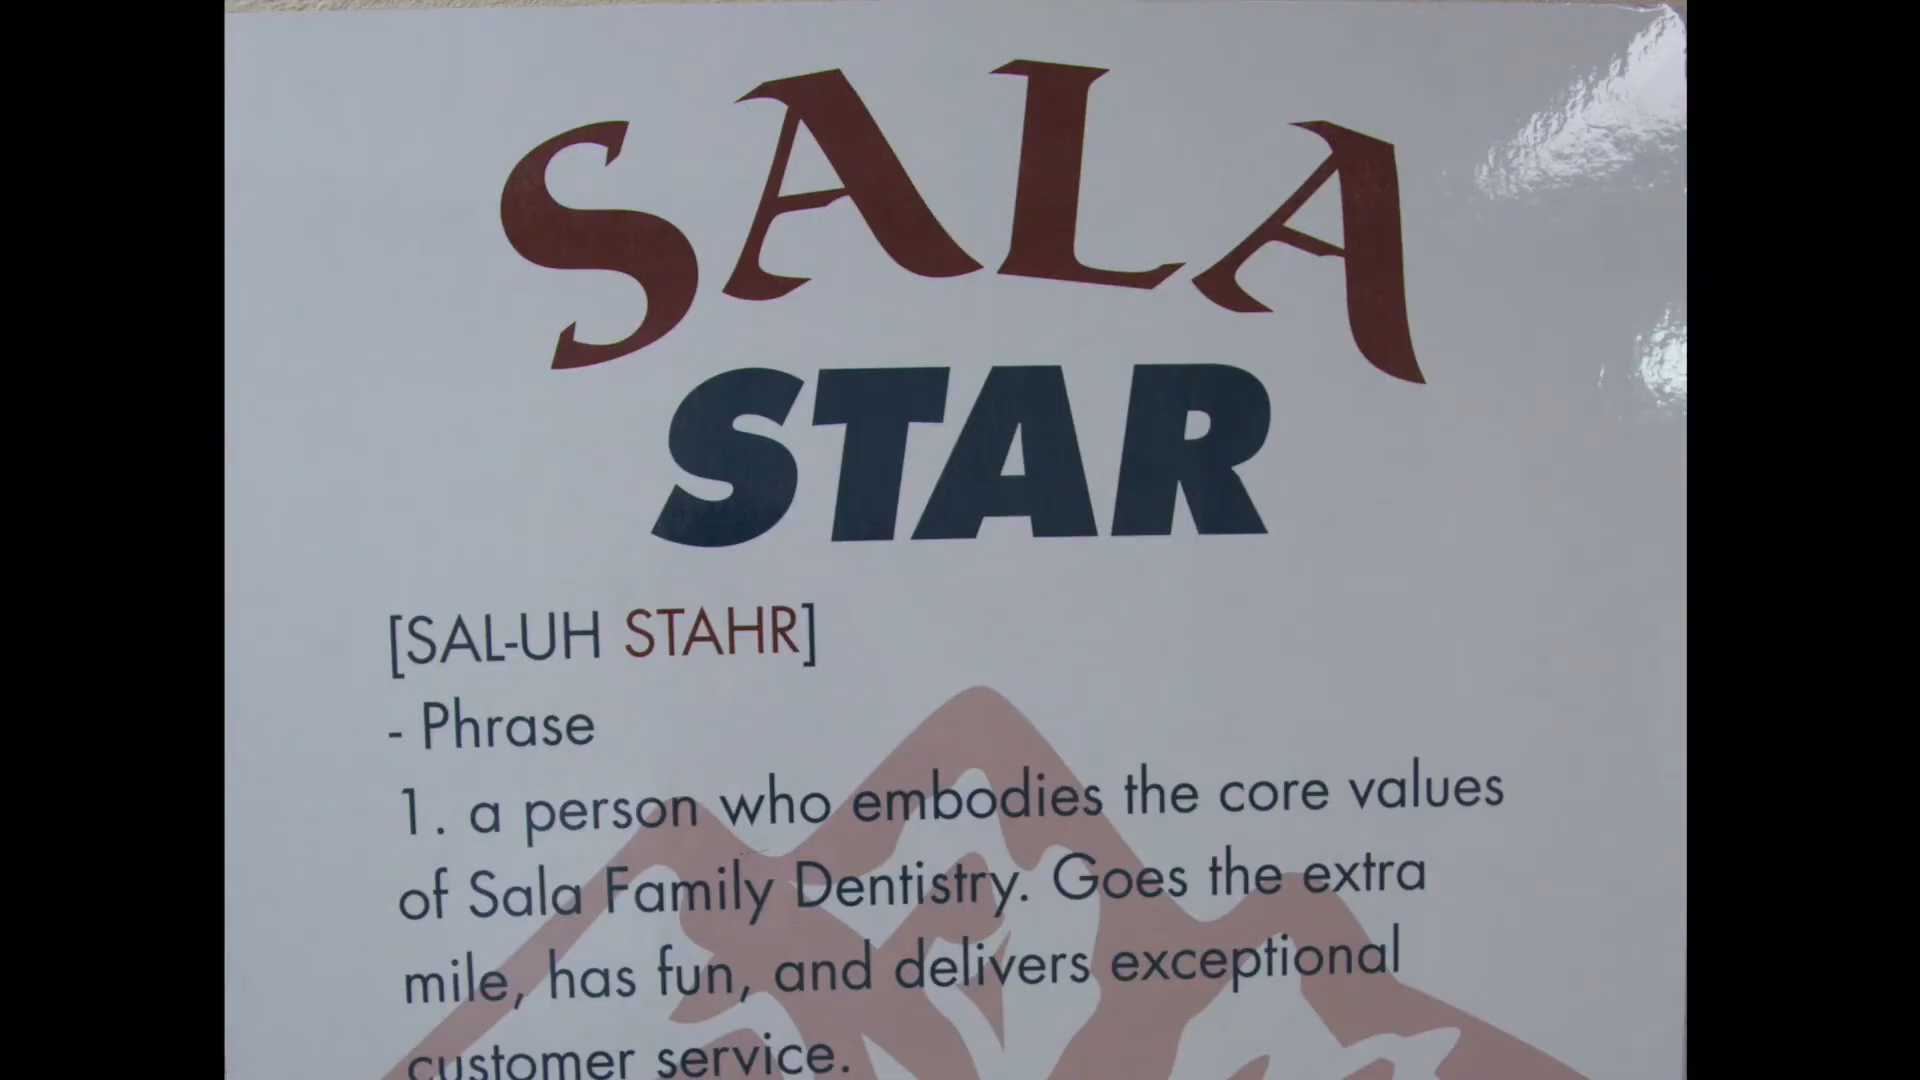 SALA
STAR
[SAL-UH STAHR]
- Phrase
1. a person who embodies the core values
of Sala Family Dentistry. Goes the extra
mile, has fun, and delivers exceptional
customer service.